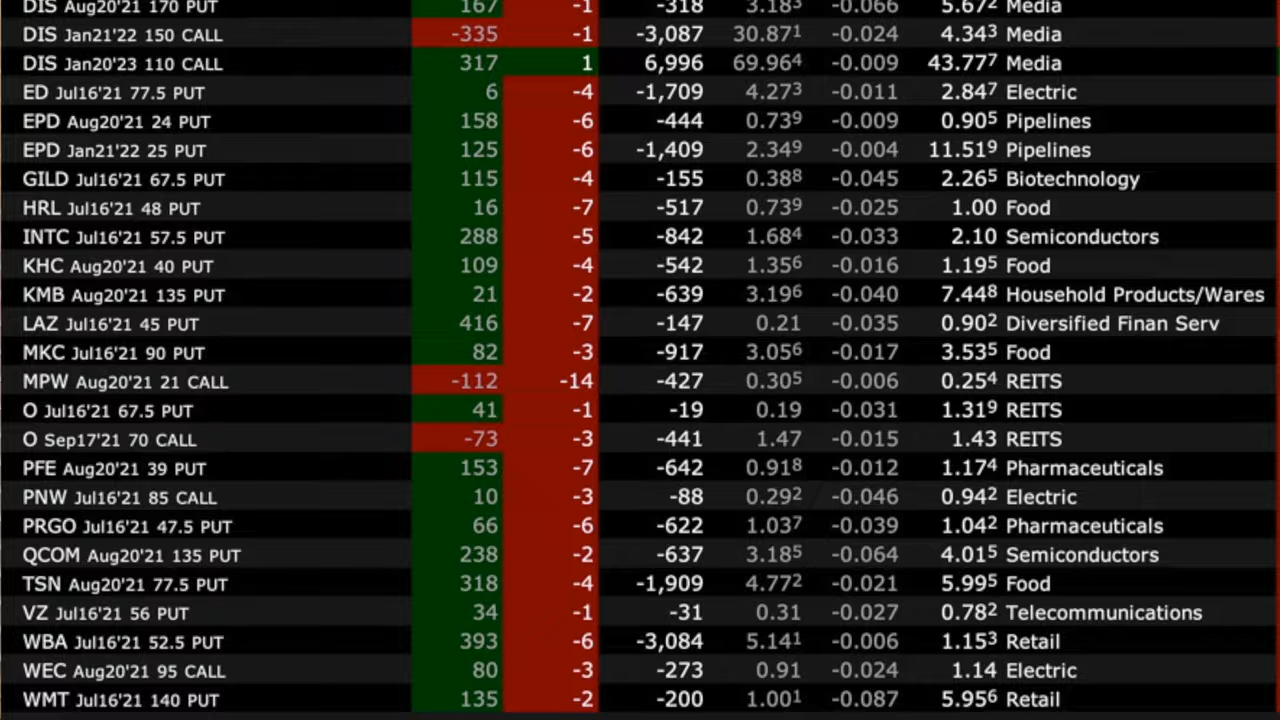 DIS Aug20'21 170 PUT 167 -1 -318 3.183 -0.066 5.672 Media
DIS Jan21'22 150 CALL -335 -1 -3,087 30.871 -0.024 4.343 Media
DIS Jan20'23 110 CALL 317 1 6,996 69.964 -0.009 43.777 Media
ED Jul16'21 77.5 PUT 6 -4 -1,709 4.273 -0.011 2.847 Electric
EPD Aug20'21 24 PUT 158 -6 -444 0.739 -0.009 0.905 Pipelines
EPD Jan21'22 25 PUT 125 -6 -1,409 2.349 -0.004 11.519 Pipelines
GILD Jul16'21 67.5 PUT 115 -4 -155 0.388 -0.045 2.265 Biotechnology
HRL Jul16'21 48 PUT 16 -7 -517 0.739 -0.025 1.00 Food
INTC Jul16'21 57.5 PUT 288 -5 -842 1.684 -0.033 2.10 Semiconductors
KHC Aug20'21 40 PUT 109 -4 -542 1.356 -0.016 1.195 Food
KMB Aug20'21 135 PUT 21 -2 -639 3.196 -0.040 7.448 Household Products/Wares
LAZ Jul16'21 45 PUT 416 -7 -147 0.21 -0.035 0.902 Diversified Finan Serv
MKC Jul16'21 90 PUT 82 -3 -917 3.056 -0.017 3.535 Food
MPW Aug20'21 21 CALL -112 -14 -427 0.305 -0.006 0.254 REITS
O Jul16'21 67.5 PUT 41 -1 -19 0.19 -0.031 1.319 REITS
O Sep17'21 70 CALL -73 -3 -441 1.47 -0.015 1.43 REITS
PFE Aug20'21 39 PUT 153 -7 -642 0.918 -0.012 1.174 Pharmaceuticals
PNW Jul16'21 85 CALL 10 -3 -88 0.292 -0.046 0.942 Electric
PRGO Jul16'21 47.5 PUT 66 -6 -622 1.037 -0.039 1.042 Pharmaceuticals
QCOM Aug20'21 135 PUT 238 -2 -637 3.185 -0.064 4.015 Semiconductors
TSN Aug20'21 77.5 PUT 318 -4 -1,909 4.772 -0.021 5.995 Food
VZ Jul16'21 56 PUT 34 -1 -31 0.31 -0.027 0.782 Telecommunications
WBA Jul16'21 52.5 PUT 393 -6 -3,084 5.141 -0.006 1.153 Retail
WEC Aug20'21 95 CALL 80 -3 -273 0.91 -0.024 1.14 Electric
WMT Jul16'21 140 PUT 135 -2 -200 1.001 -0.087 5.956 Retail